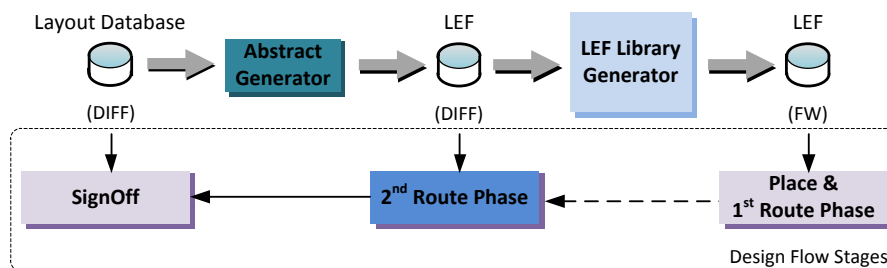 Layout Database
LEF
LEF
Abstract
Generator
LEF Library
Generator
(DIFF)
(DIFF)
(FW)
SignOff
2nd Route Phase
Place &
1st Route Phase
Design Flow Stages